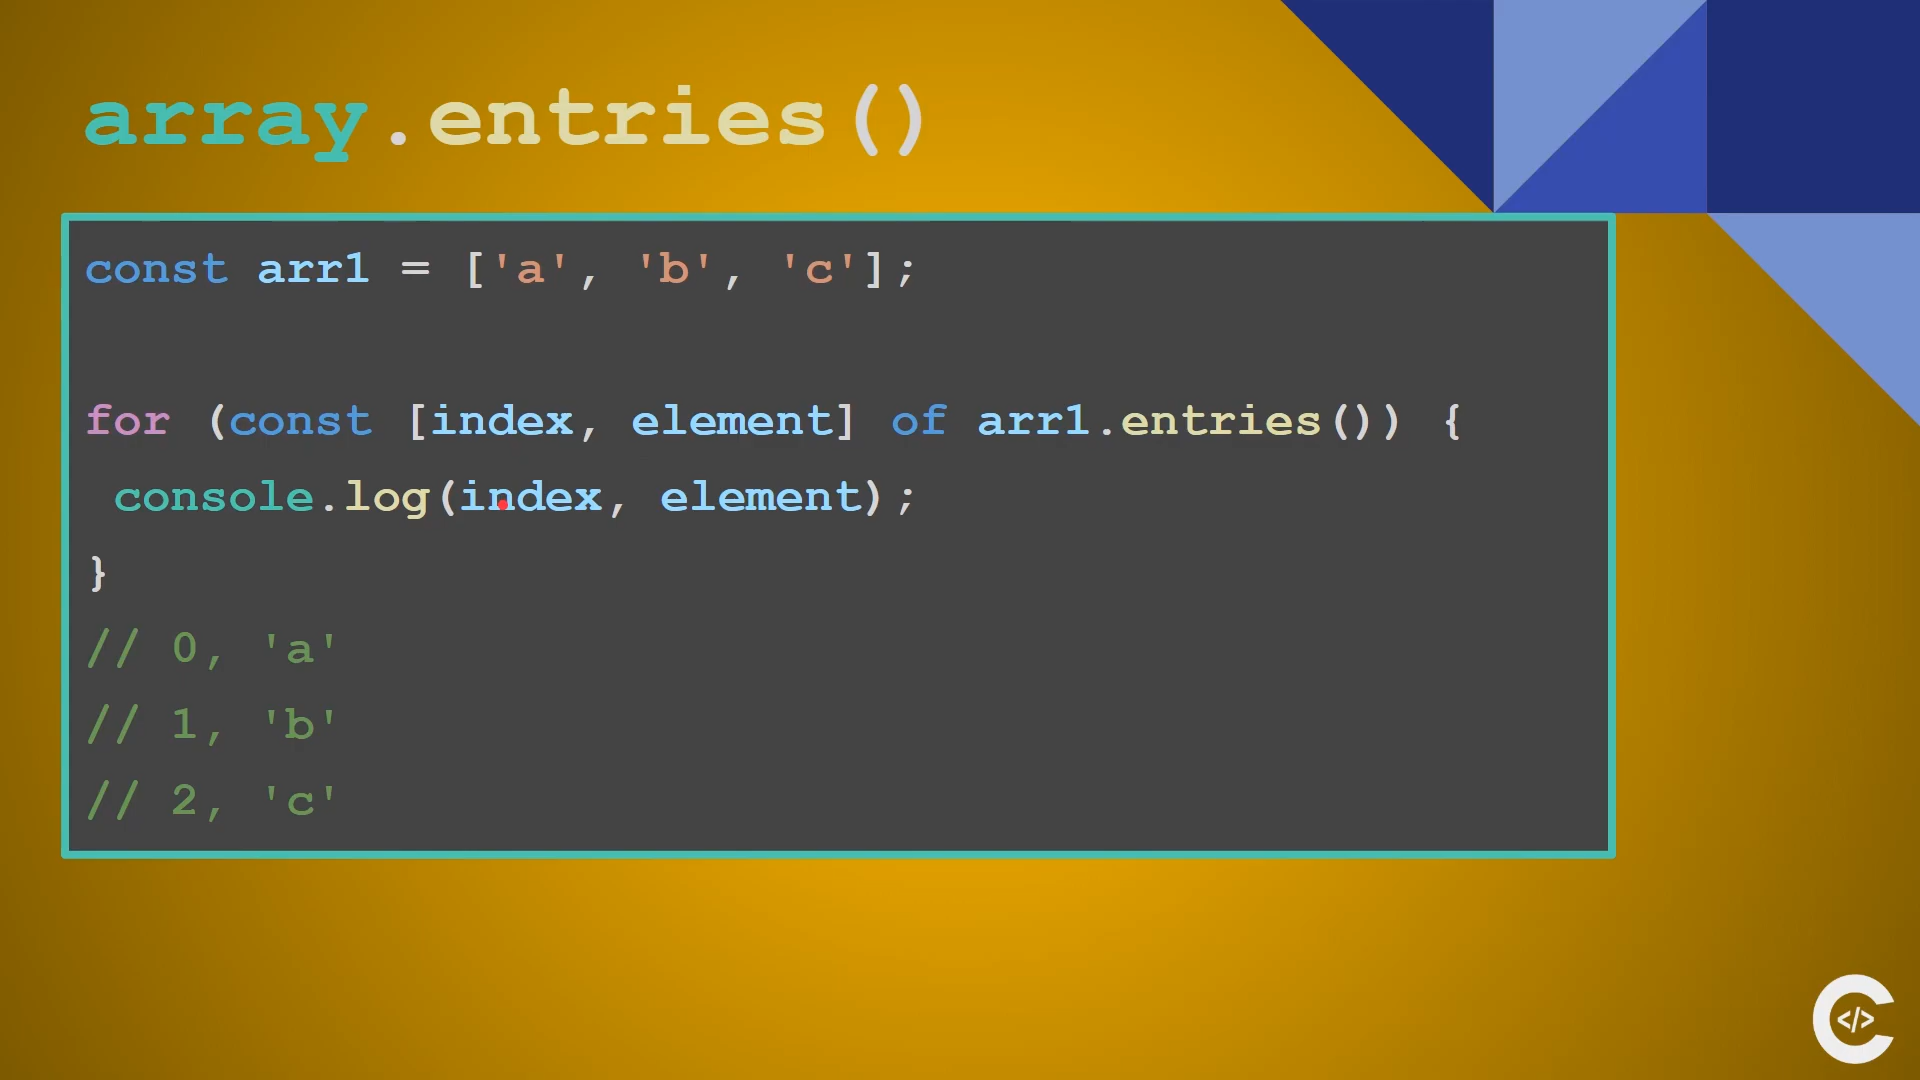 array.entries()
const arr1 = ['a', 'b', 'c'];
for (const [index, element] of arr1.entries()) {
console.log(index, element);
}
// 0, 'a'
// 1, 'b'
// 2, 'c'
</>